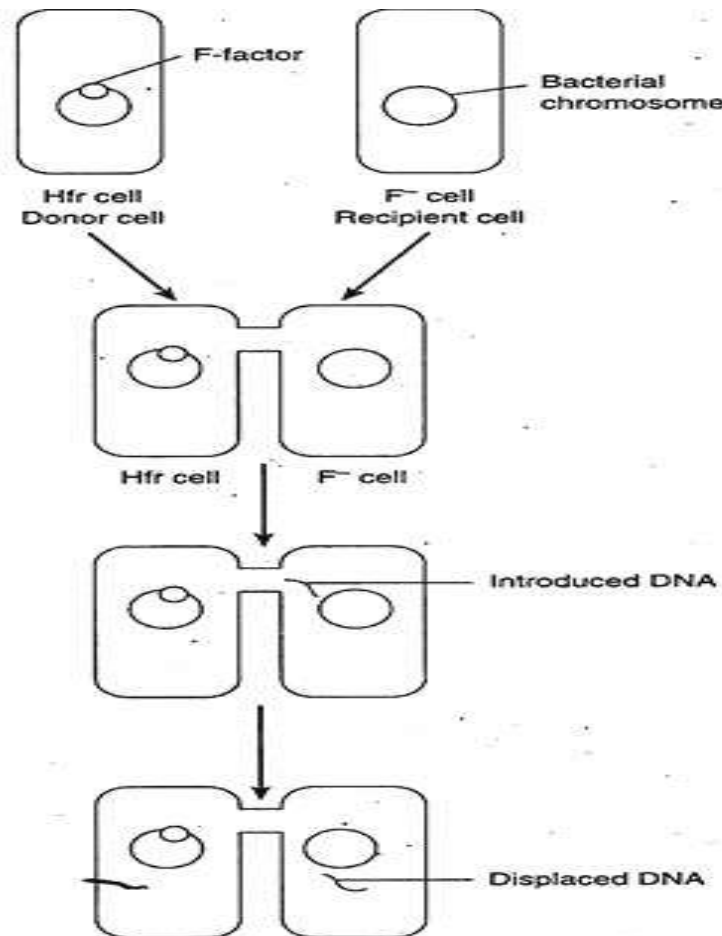 F-factor
Bacterial
chromosome
Hfr cell
Donor cell
F⁻ cell
Recipient cell
Hfr cell
F⁻ cell
Introduced DNA
Displaced DNA